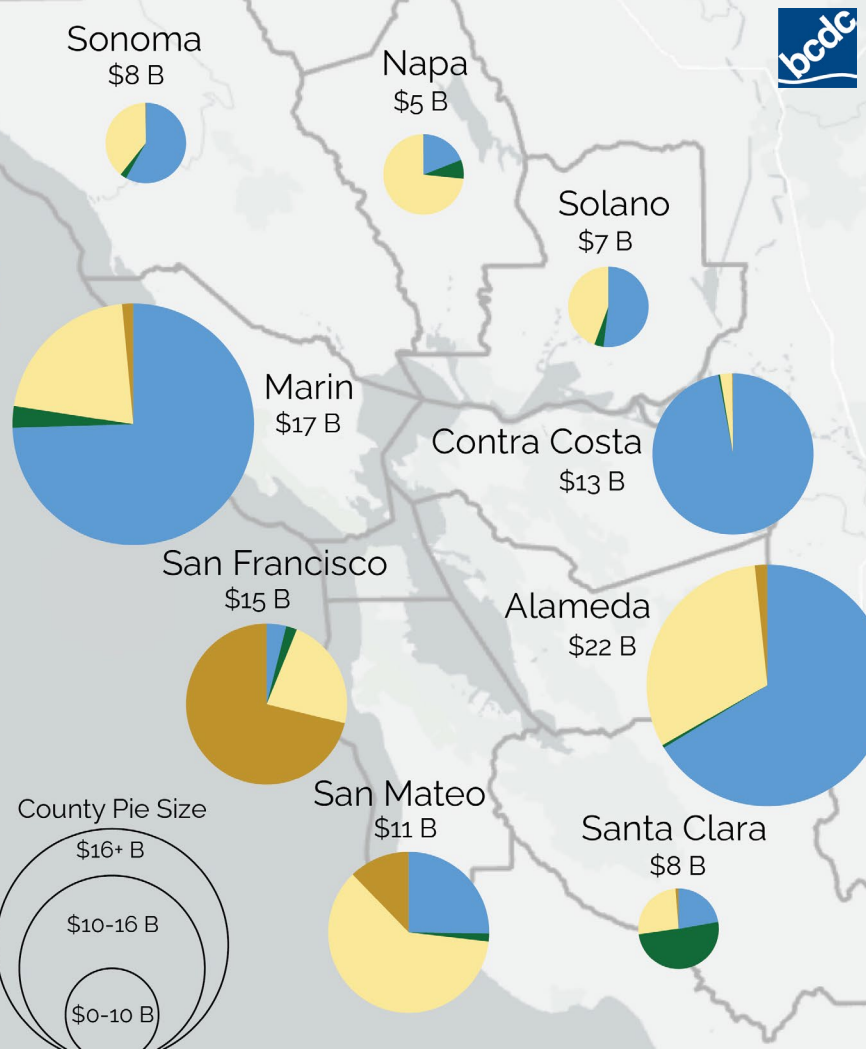 bcdc
Sonoma
$8 B
Napa
$5 B
Solano
$7 B
Marin
$17 B
Contra Costa
$13 B
San Francisco
$15 B
Alameda
$22 B
San Mateo
$11 B
Santa Clara
$8 B
County Pie Size
$16+ B
$10-16 B
$0-10 B